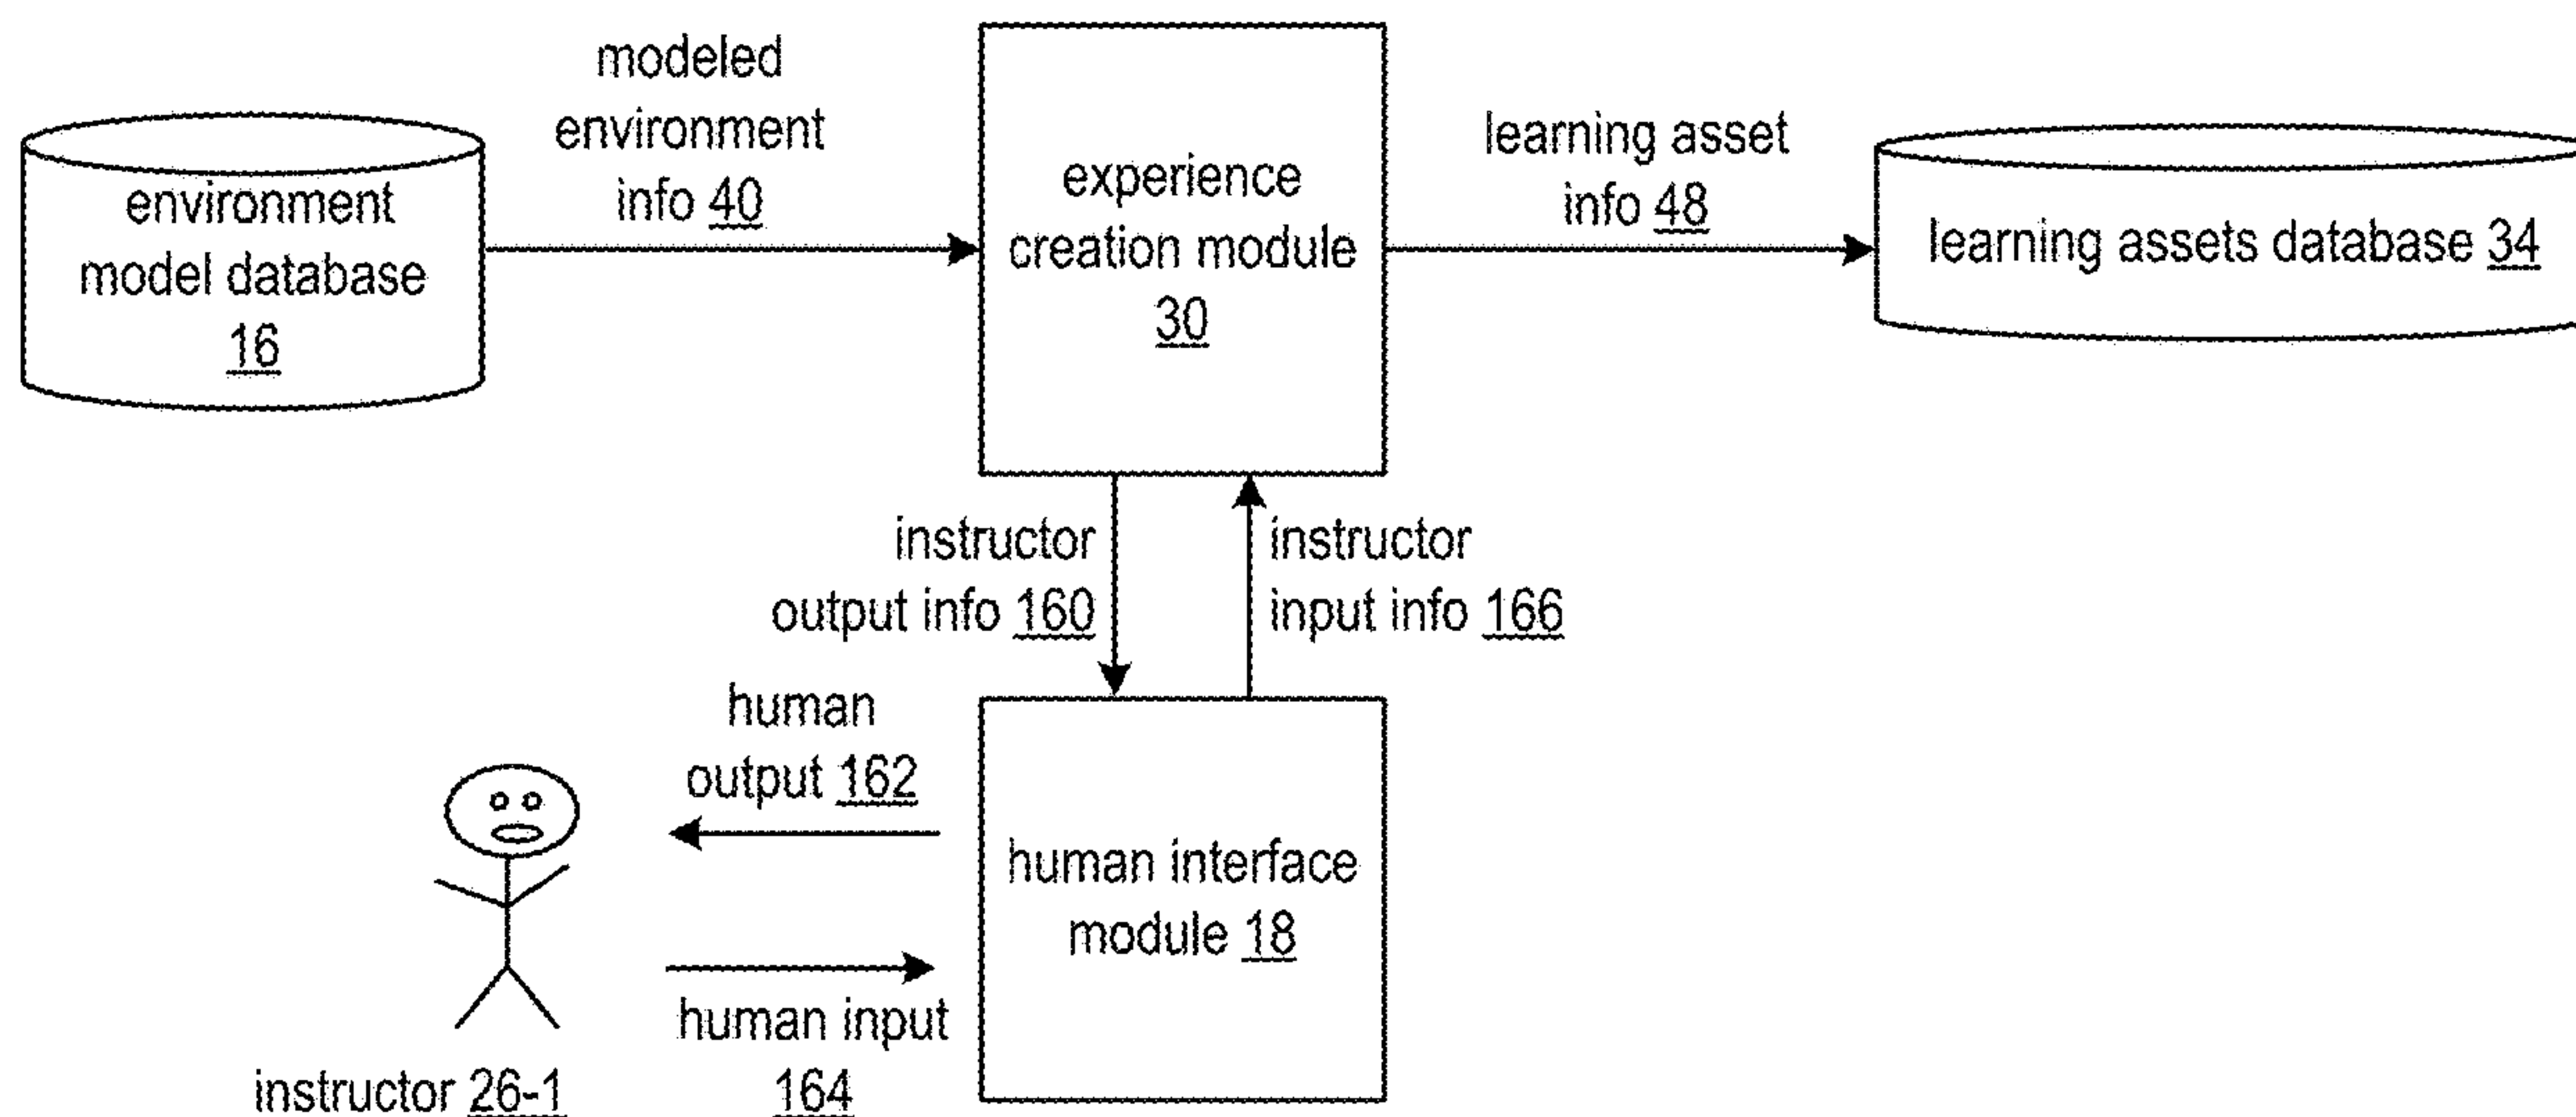 modeled
environment
info 40
environment
model database
16
experience
creation module
30
learning asset
info 48
learning assets database 34
instructor
output info 160
instructor
input info 166
human
output 162
human interface
module 18
human input
164
instructor 26-1